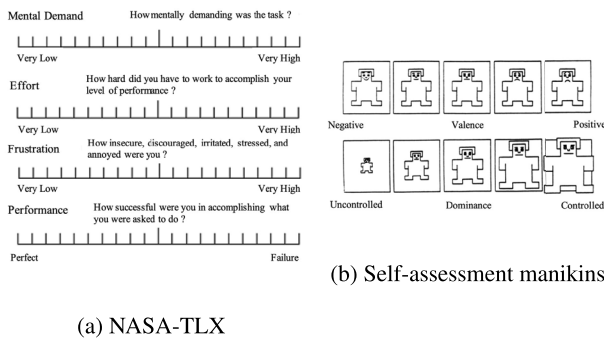 Mental Demand How mentally demanding was the task ?
Very Low Very High
Effort How hard did you have to work to accomplish your
level of performance ?
Very Low Very High
Frustration How insecure, discouraged, irritated, stressed, and
annoyed were you ?
Very Low Very High
Performance How successful were you in accomplishing what
you were asked to do ?
Perfect Failure
(a) NASA-TLX
Negative Valence Positive
Uncontrolled Dominance Controlled
(b) Self-assessment manikins